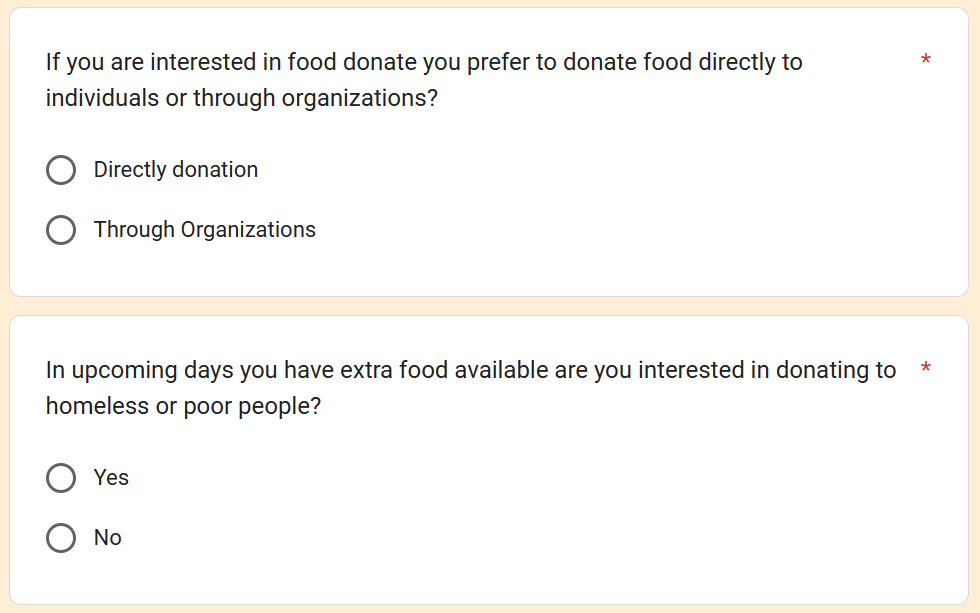 If you are interested in food donate you prefer to donate food directly to *
individuals or through organizations?
Directly donation
Through Organizations
In upcoming days you have extra food available are you interested in donating to *
homeless or poor people?
Yes
No